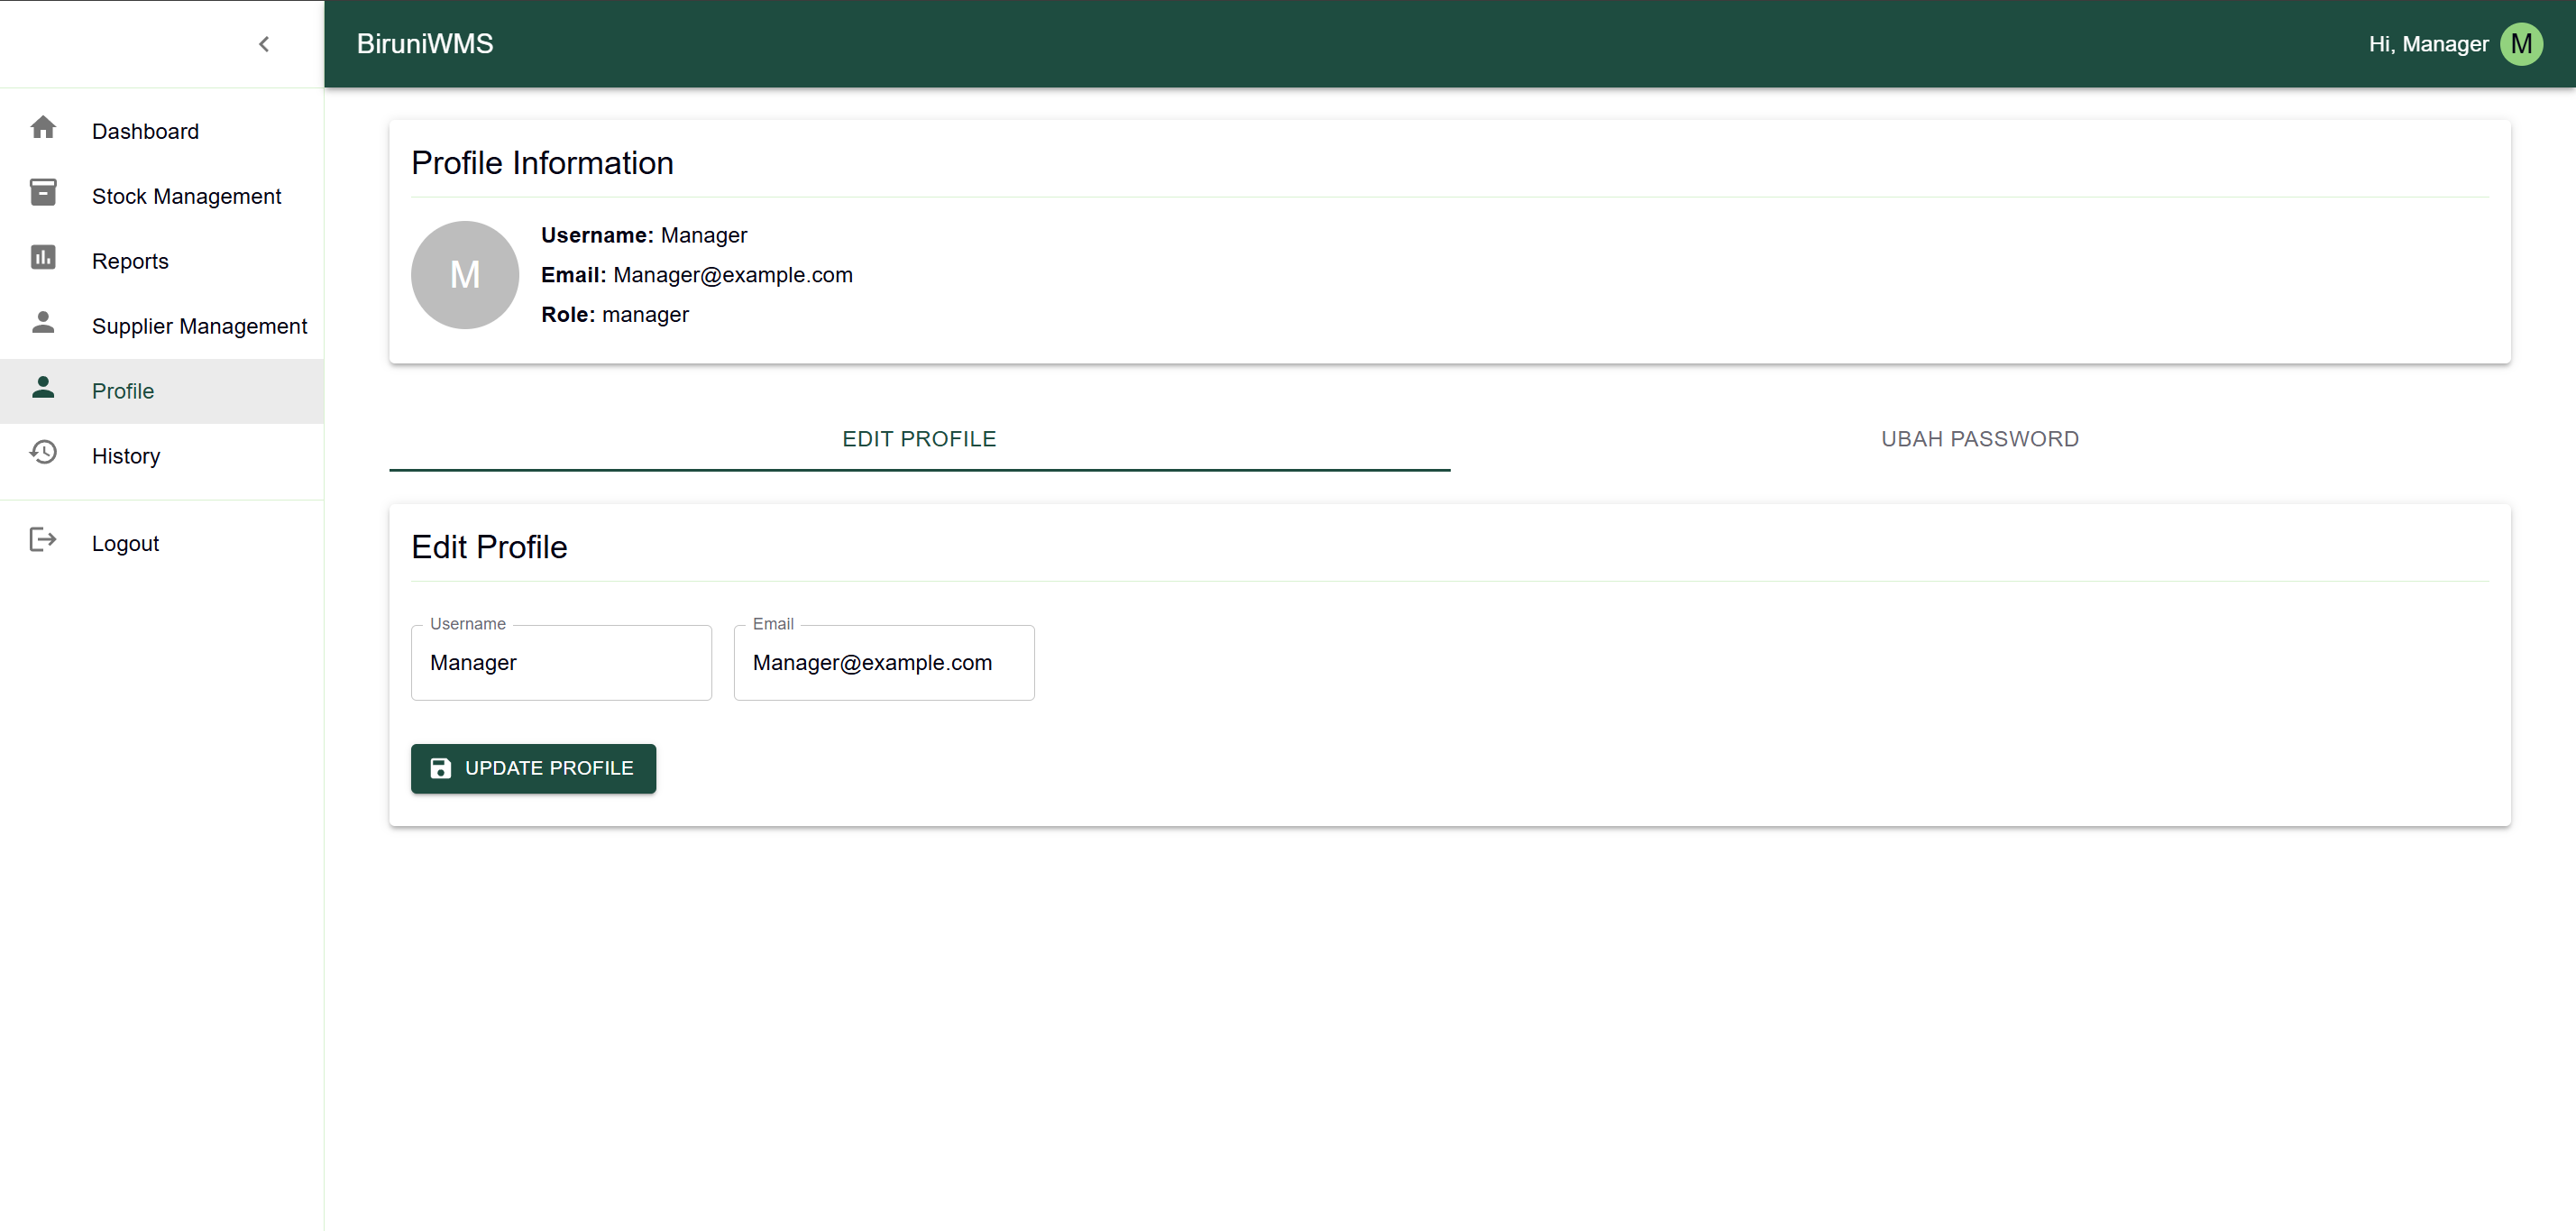 BiruniWMS
Hi, Manager M
Dashboard
Stock Management
Reports
Supplier Management
Profile
History
Logout
Profile Information
M
Username: Manager
Email: Manager@example.com
Role: manager
EDIT PROFILE
UBAH PASSWORD
Edit Profile
Username
Manager
Email
Manager@example.com
UPDATE PROFILE